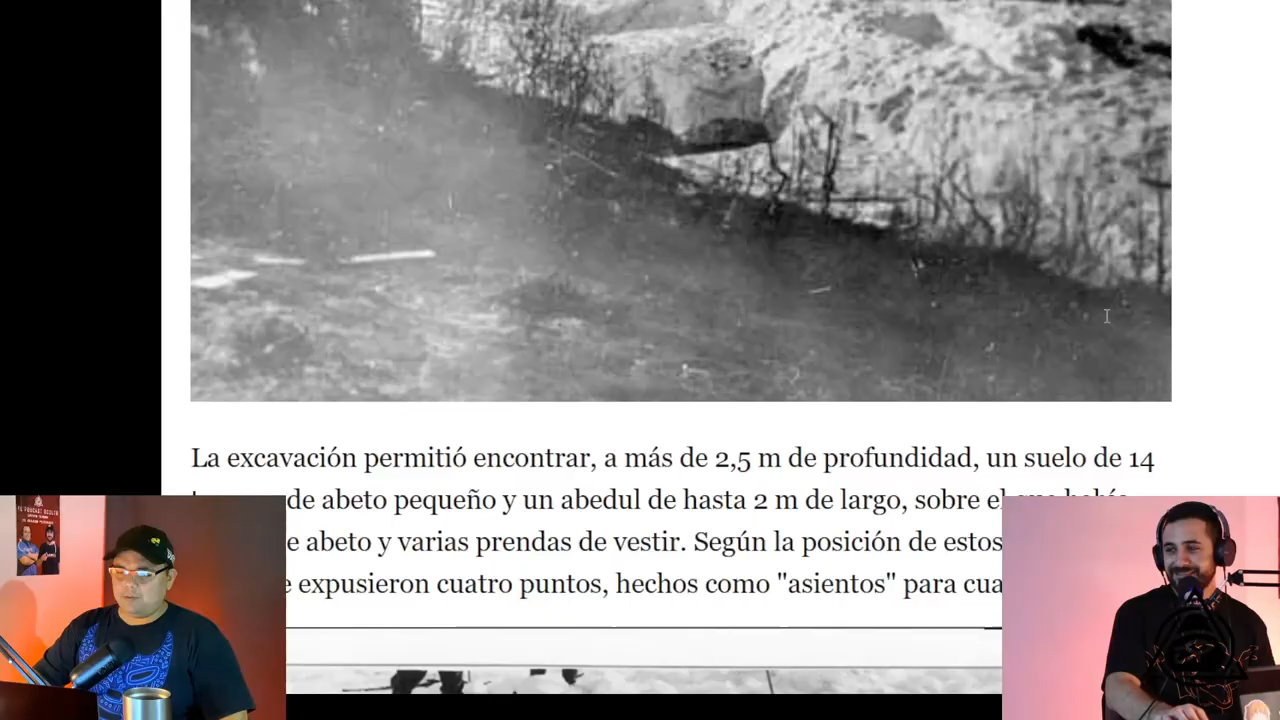 La excavación permitió encontrar, a más de 2,5 m de profundidad, un suelo de 14
de abeto pequeño y un abedul de hasta 2 m de largo, sobre el
abeto y varias prendas de vestir. Según la posición de estos
expusieron cuatro puntos, hechos como "asientos" para